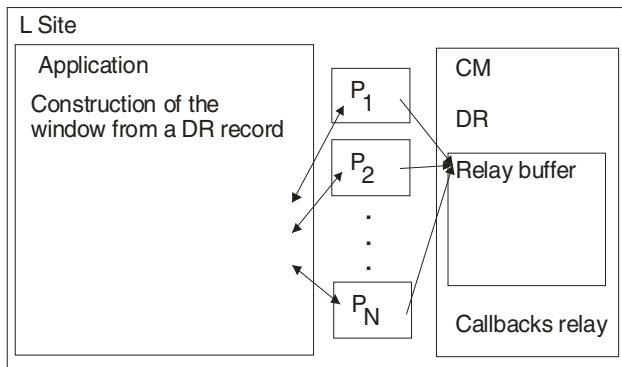 L Site
Application
Construction of the
window from a DR record
P1
P2
.
.
.
PN
CM
DR
Relay buffer
Callbacks relay